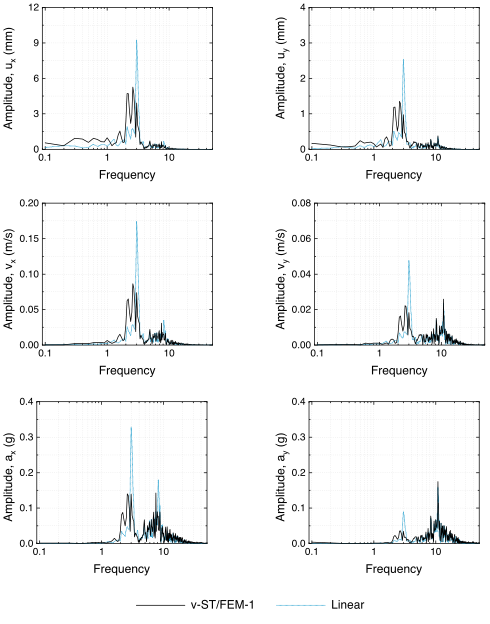 12
9
6
3
0
Amplitude, uₓ (mm)
0.1 1 10
Frequency
4
3
2
1
0
Amplitude, u_y (mm)
0.1 1 10
Frequency
0.20
0.15
0.10
0.05
0.00
Amplitude, vₓ (m/s)
0.1 1 10
Frequency
0.08
0.06
0.04
0.02
0.00
Amplitude, v_y (m/s)
0.1 1 10
Frequency
0.4
0.3
0.2
0.1
0.0
Amplitude, aₓ (g)
0.1 1 10
Frequency
0.4
0.3
0.2
0.1
0.0
Amplitude, a_y (g)
0.1 1 10
Frequency
v-ST/FEM-1 Linear